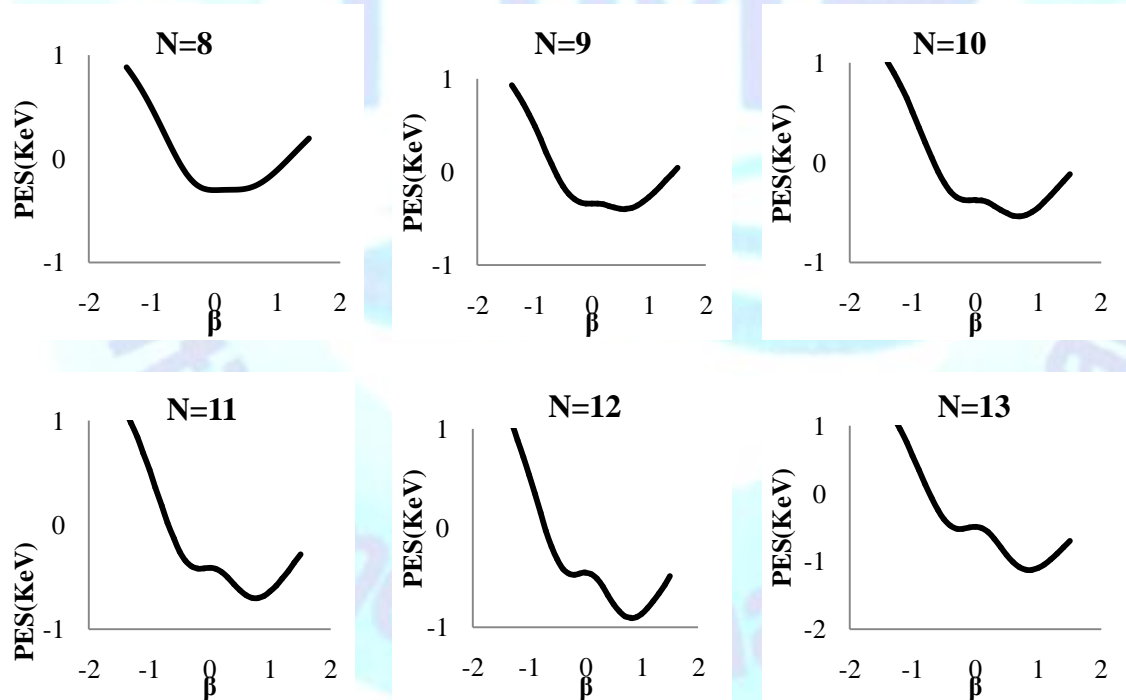 N=8
1
0
-1
-2 -1 0 1 2
PES(KeV)
β
N=9
1
0
-1
-2 -1 0 1 2
PES(KeV)
β
N=10
1
0
-1
-2 -1 0 1 2
PES(KeV)
β
N=11
1
0
-1
-2 -1 0 1 2
PES(KeV)
β
N=12
1
0
-1
-2 -1 0 1 2
PES(KeV)
β
N=13
1
0
-1
-2
-2 -1 0 1 2
PES(KeV)
β